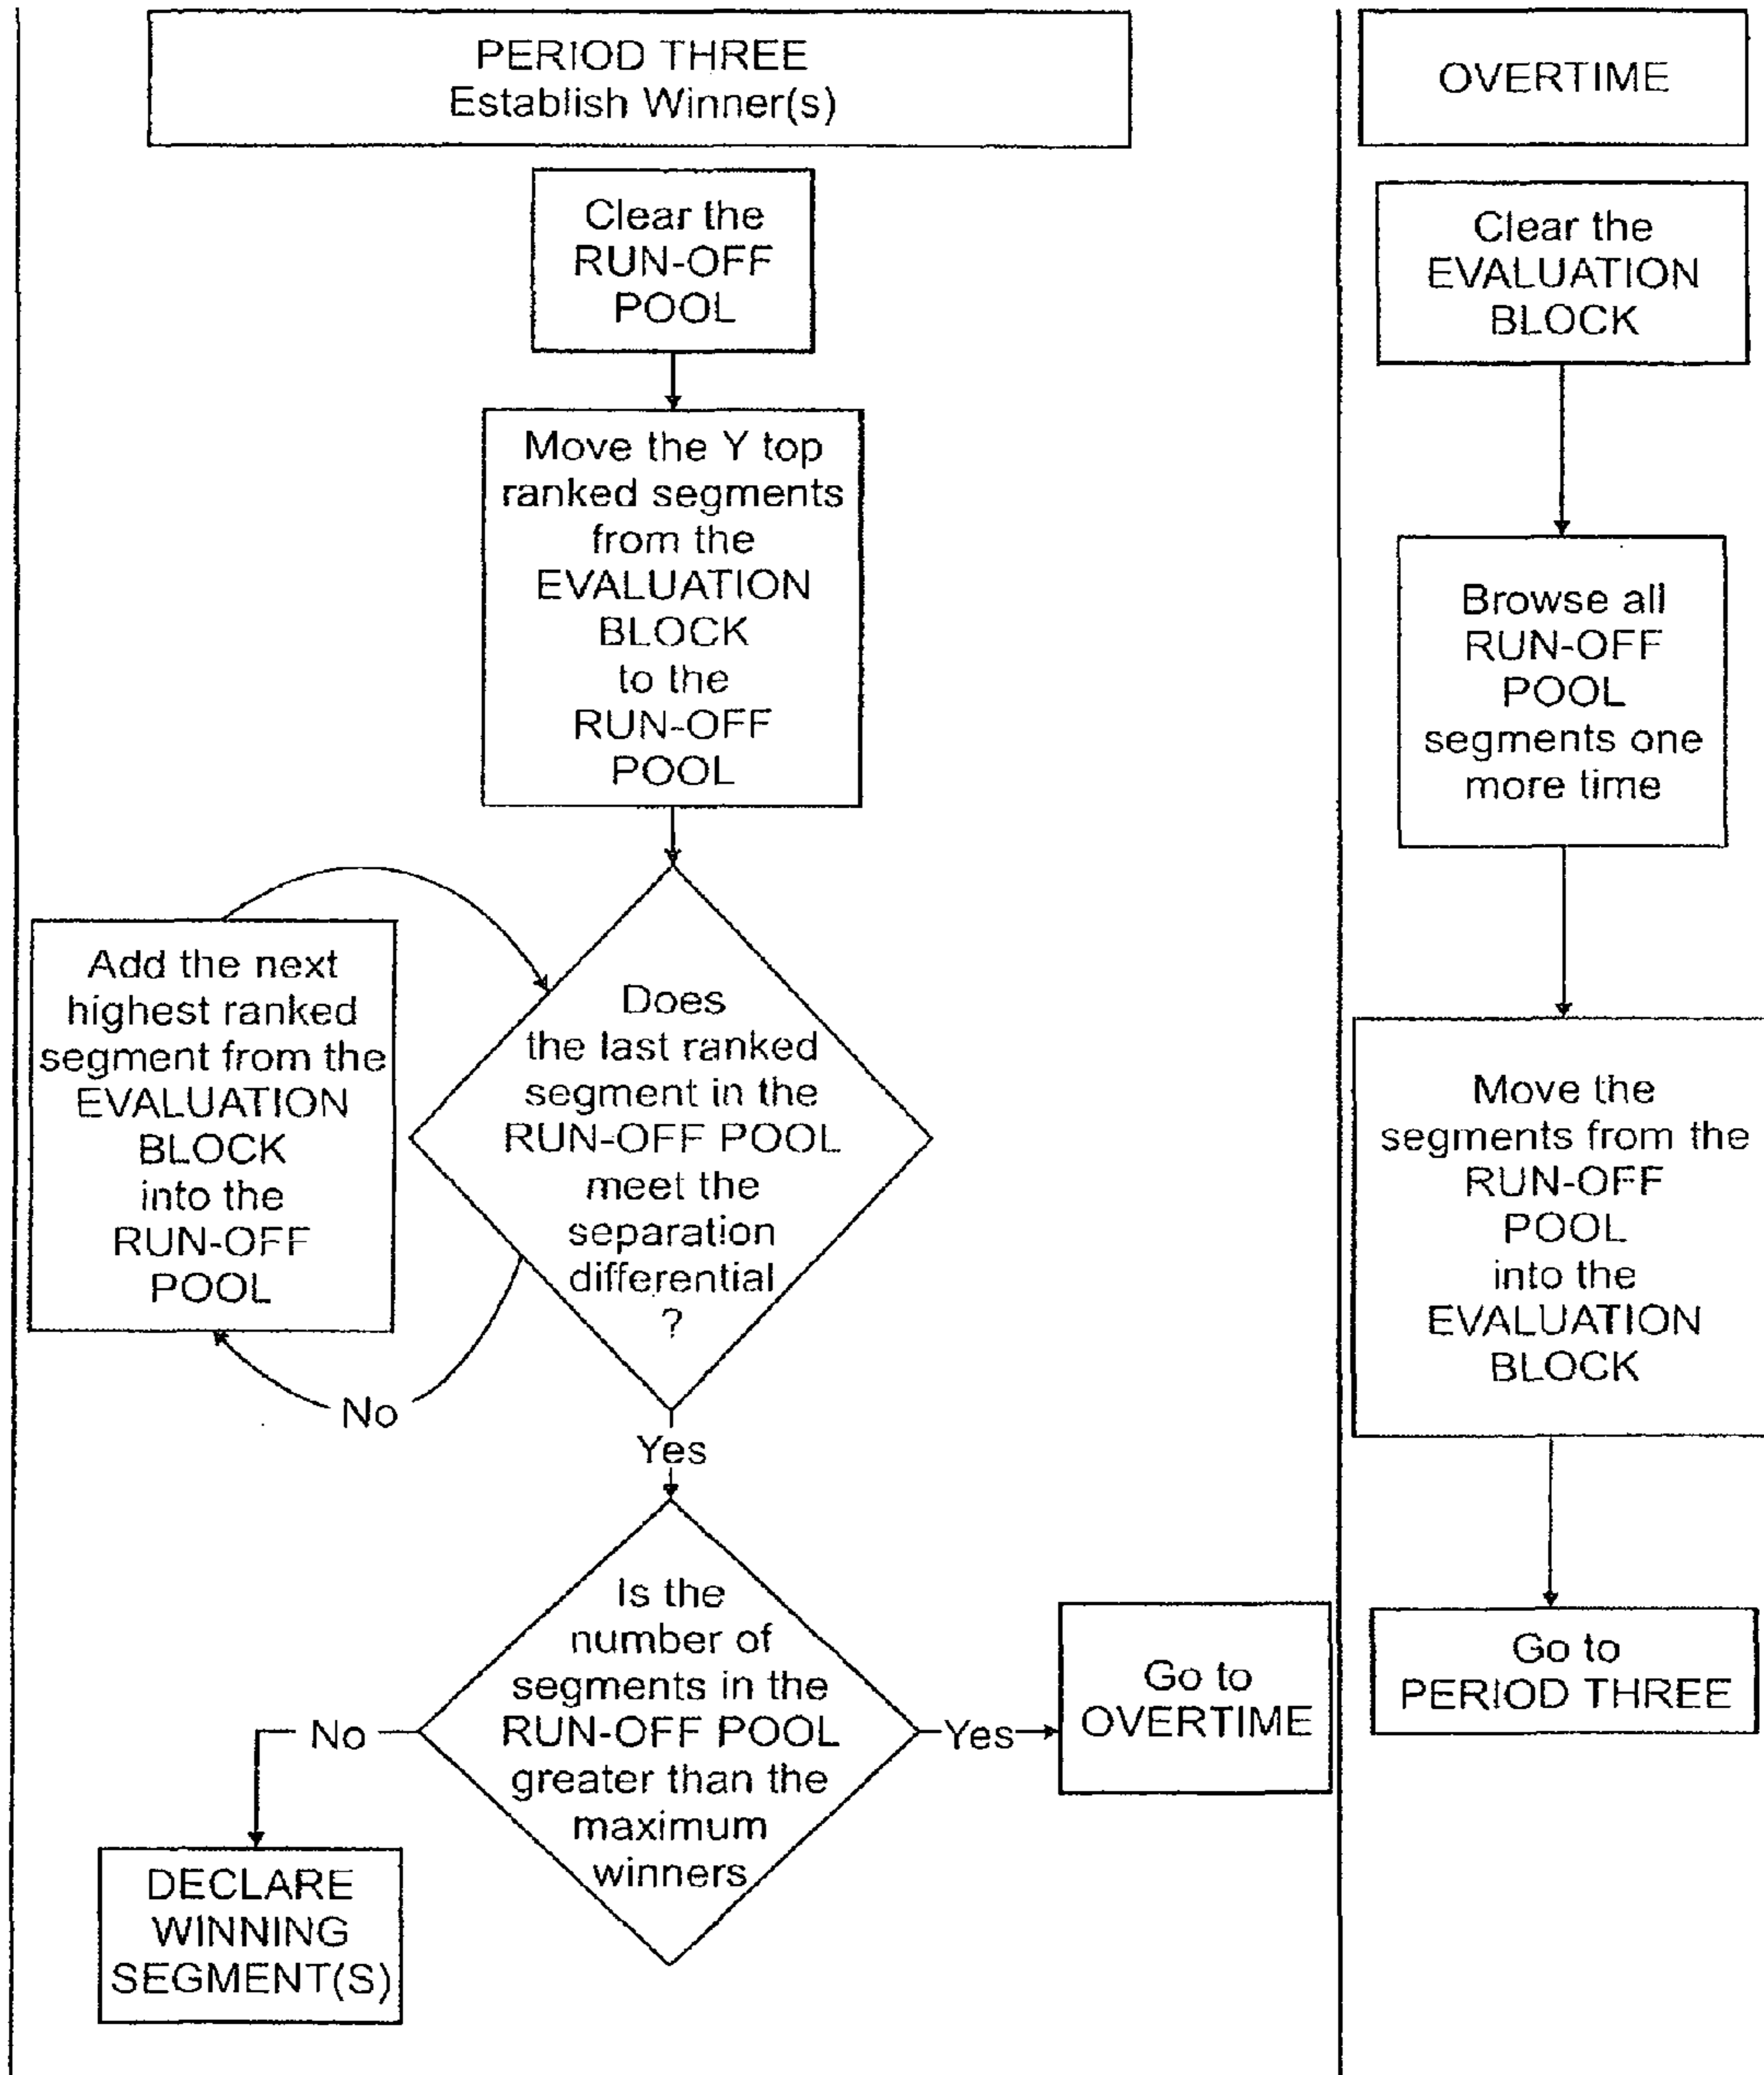 PERIOD THREE
Establish Winner(s)
Clear the
RUN-OFF
POOL
Move the Y top
ranked segments
from the
EVALUATION
BLOCK
to the
RUN-OFF
POOL
Add the next
highest ranked
segment from the
EVALUATION
BLOCK
into the
RUN-OFF
POOL
Does
the last ranked
segment in the
RUN-OFF POOL
meet the
separation
differential
?
No
Yes
Is the
number of
segments in the
RUN-OFF POOL
greater than the
maximum
winners
No
Yes
Go to
OVERTIME
DECLARE
WINNING
SEGMENT(S)
OVERTIME
Clear the
EVALUATION
BLOCK
Browse all
RUN-OFF
POOL
segments one
more time
Move the
segments from the
RUN-OFF
POOL
into the
EVALUATION
BLOCK
Go to
PERIOD THREE